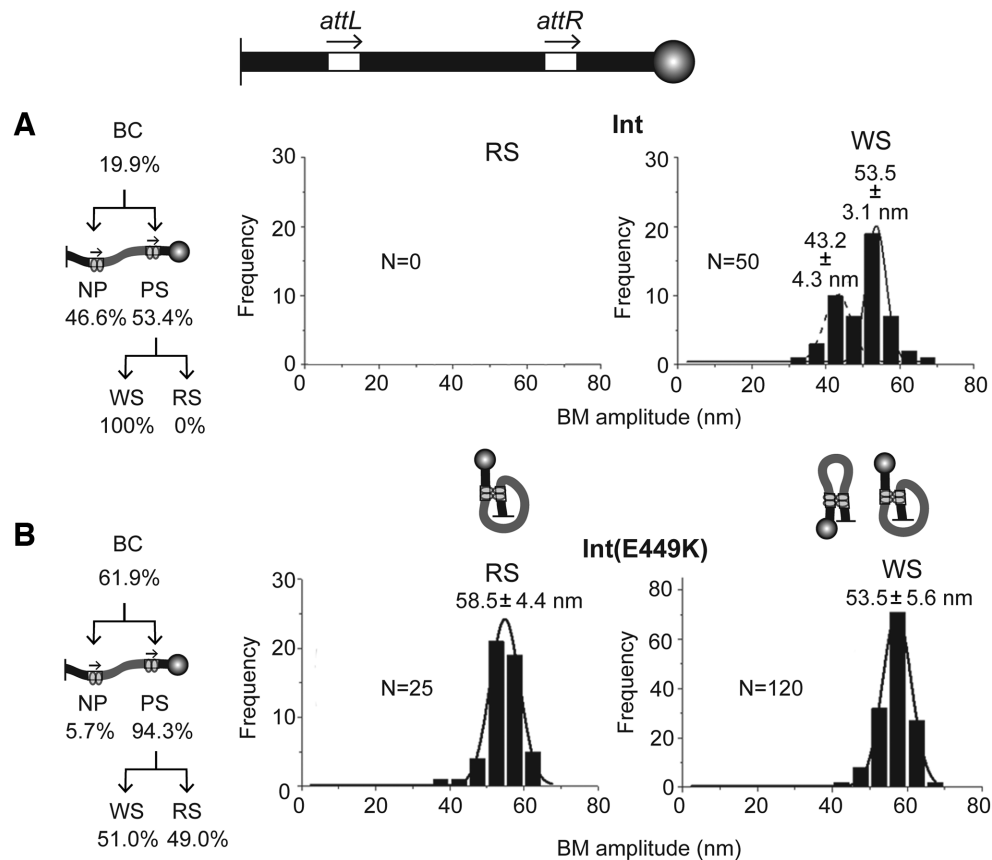 attL attR
A
BC
19.9%
NP PS
46.6% 53.4%
WS RS
100% 0%
Int
RS
Frequency
30
20
10
0
N=0
0 20 40 60 80
WS
53.5
±
3.1 nm
43.2
±
4.3 nm
Frequency
30
20
10
0
N=50
0 20 40 60 80
BM amplitude (nm)
B
BC
61.9%
NP PS
5.7% 94.3%
WS RS
51.0% 49.0%
Int(E449K)
RS
58.5± 4.4 nm
Frequency
30
20
10
0
N=25
0 20 40 60 80
WS
53.5± 5.6 nm
Frequency
80
60
40
20
0
N=120
0 20 40 60 80
BM amplitude (nm)